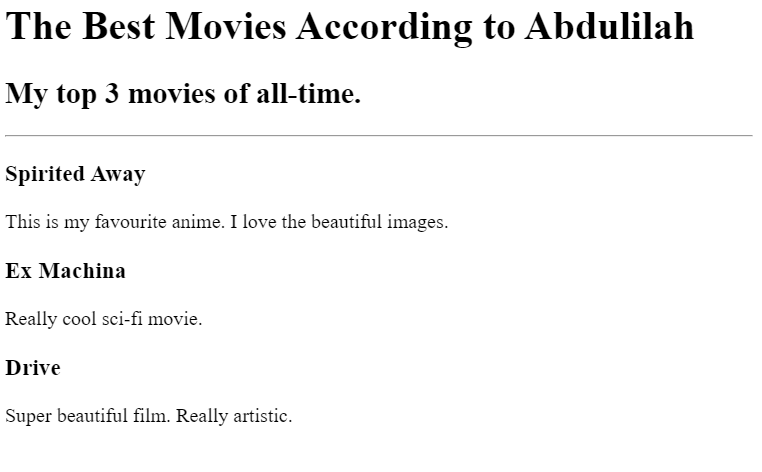 The Best Movies According to Abdulilah
My top 3 movies of all-time.
Spirited Away
This is my favourite anime. I love the beautiful images.
Ex Machina
Really cool sci-fi movie.
Drive
Super beautiful film. Really artistic.